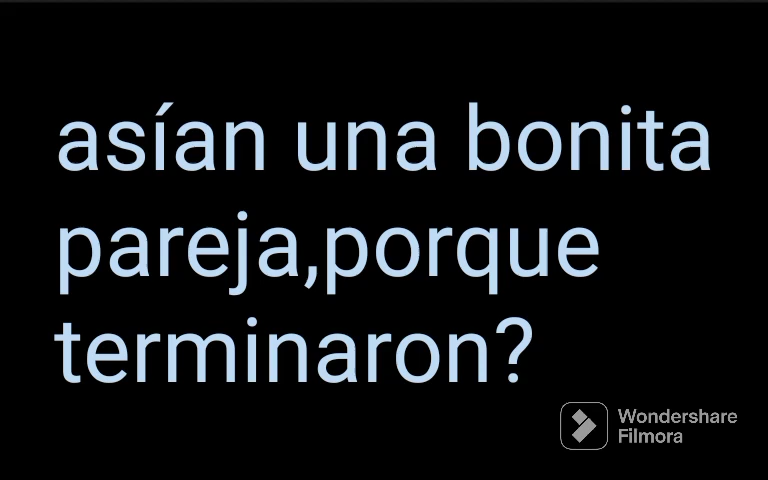 asían una bonita
pareja,porque
terminaron?
Wondershare
Filmora